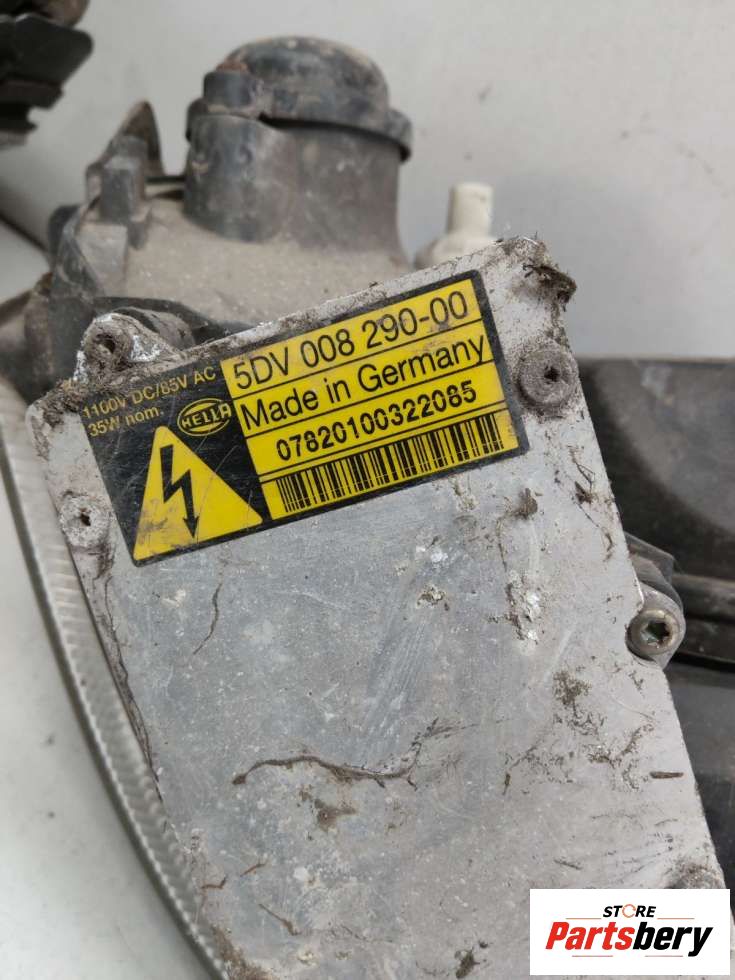 1100V DC/85V AC
35W nom.
HELLA
5DV 008 290-00
Made in Germany
07820100322085
STORE
Partsbery